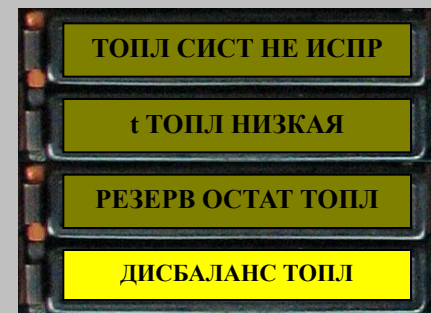 ТОПЛ СИСТ НЕ ИСПР
t ТОПЛ НИЗКАЯ
РЕЗЕРВ ОСТАТ ТОПЛ
ДИСБАЛАНС ТОПЛ